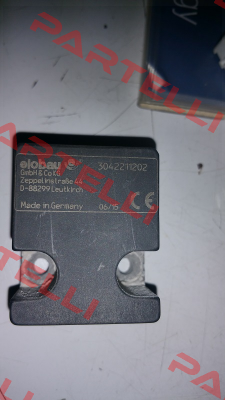 PARTELLI
elobau
3042211202
GmbH & Co KG
Zeppelinstraße 44
D-88299 Leutkirch
Made in Germany 06/15 CE